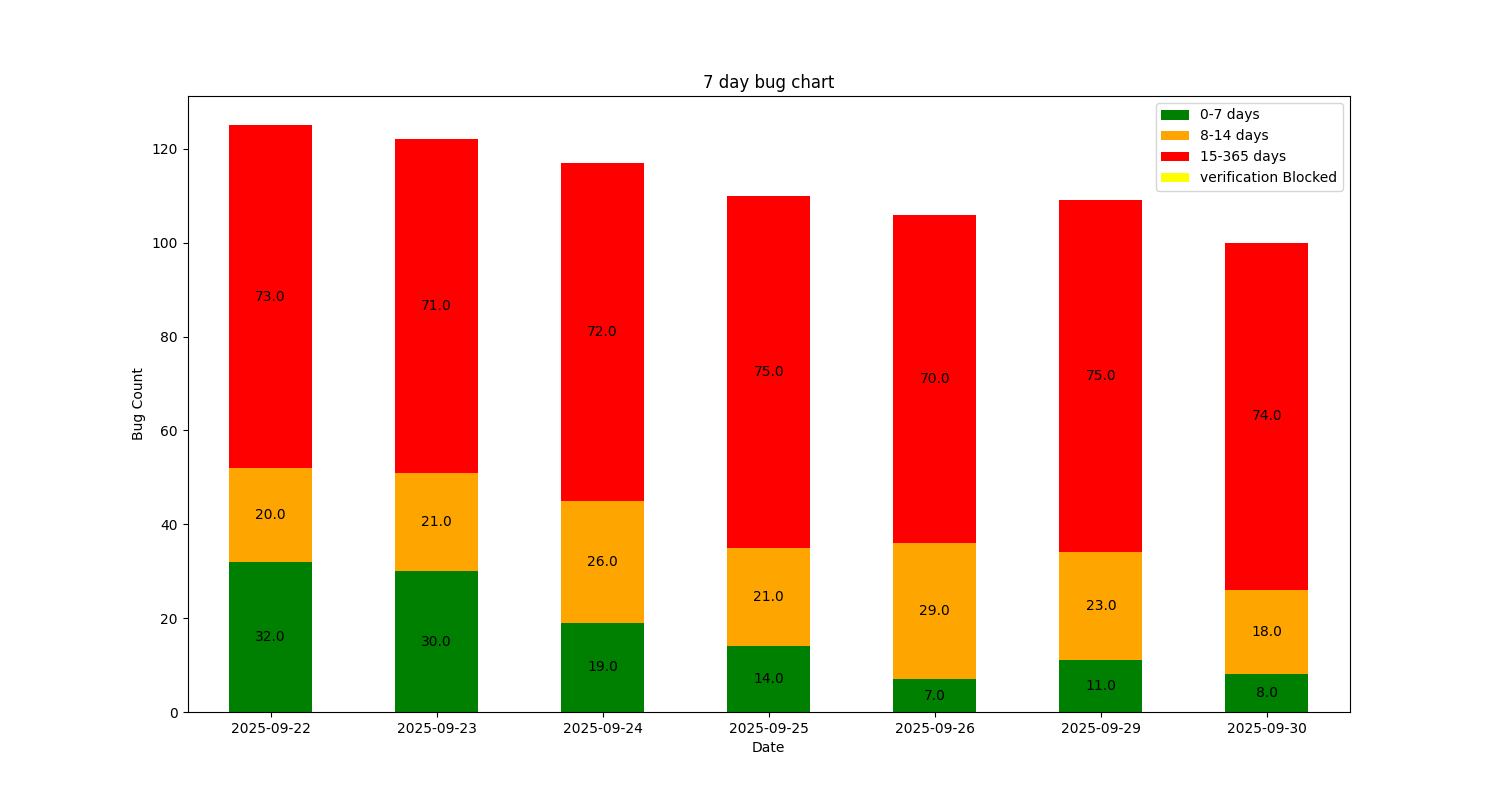 7 day bug chart
0-7 days
8-14 days
15-365 days
verification Blocked
Bug Count
120
100
80
60
40
20
0
73.0 71.0 72.0 75.0 70.0 75.0 74.0
20.0 21.0 26.0 21.0 29.0 23.0 18.0
32.0 30.0 19.0 14.0 7.0 11.0 8.0
2025-09-22 2025-09-23 2025-09-24 2025-09-25 2025-09-26 2025-09-29 2025-09-30
Date